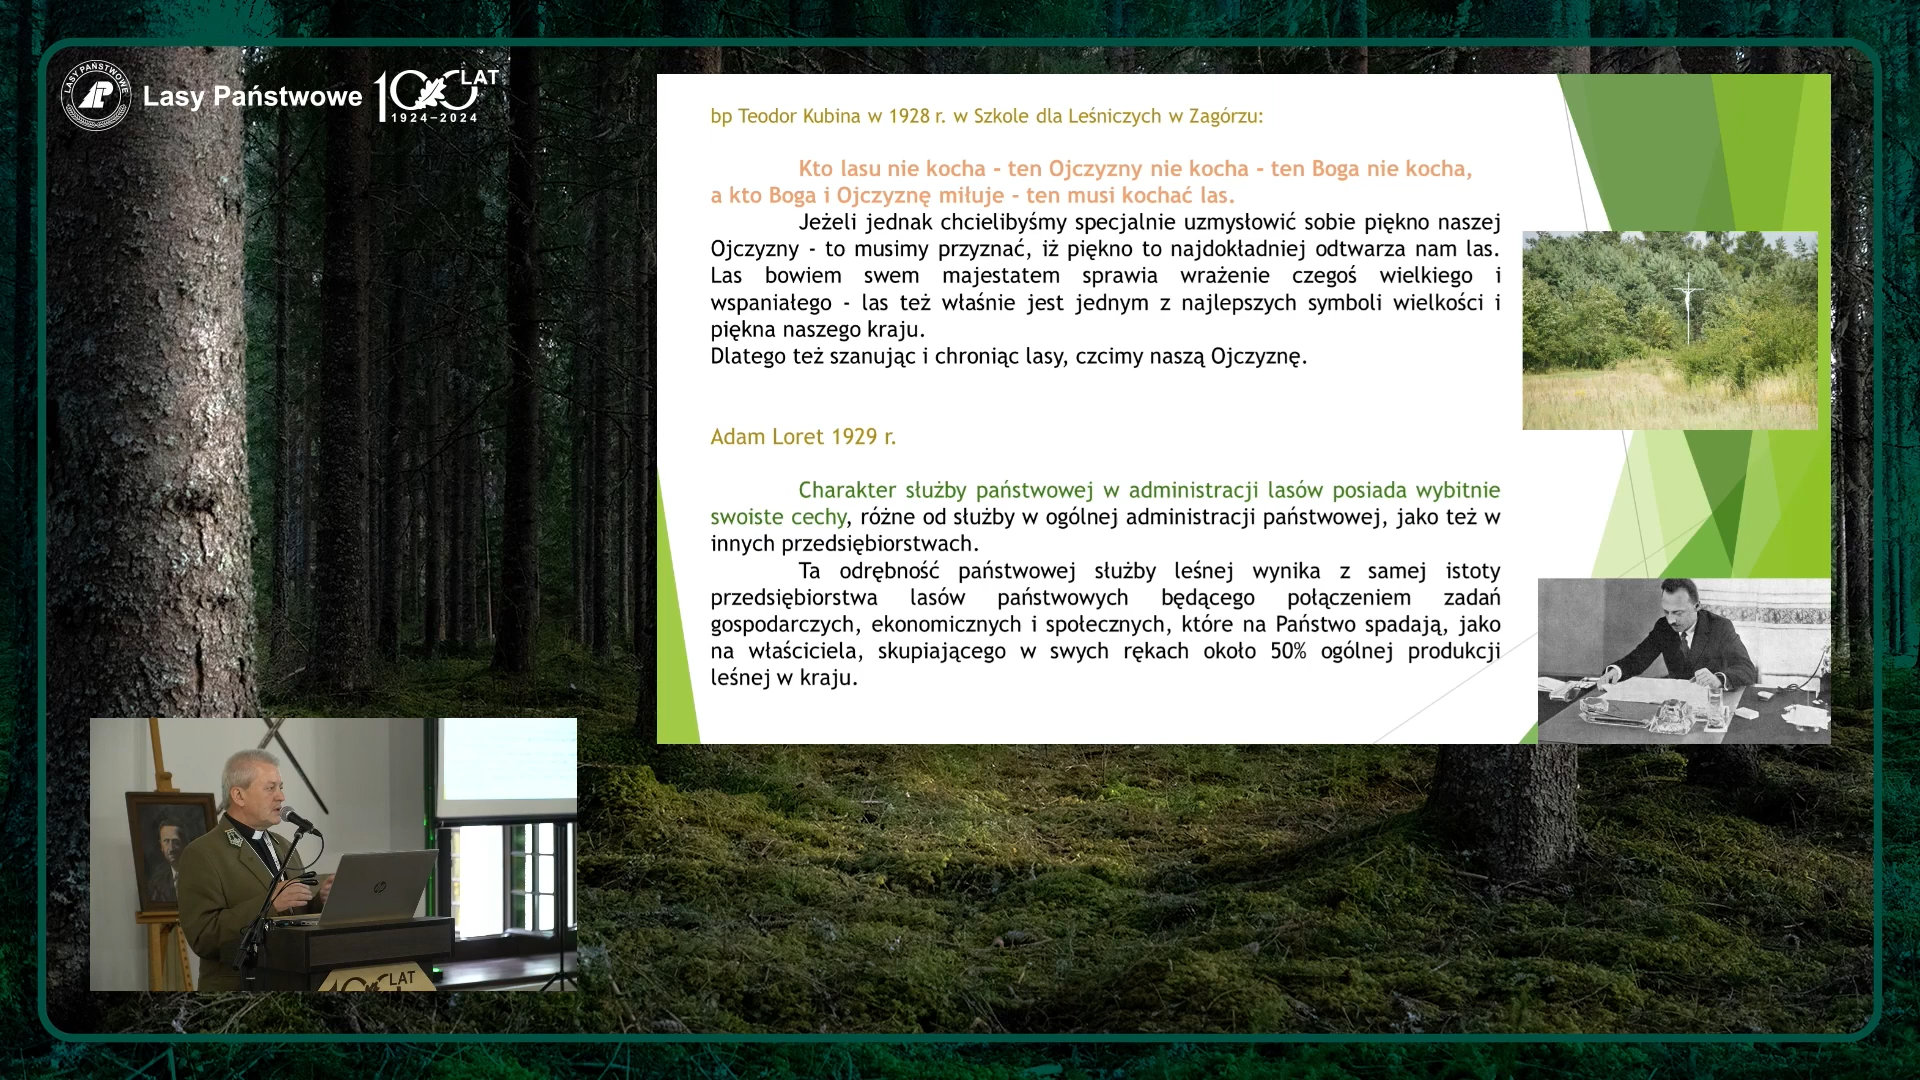 LASY PAŃSTWOWE
Lasy Państwowe
100 LAT
1924–2024
bp Teodor Kubina w 1928 r. w Szkole dla Leśniczych w Zagórzu:
Kto lasu nie kocha - ten Ojczyzny nie kocha - ten Boga nie kocha,
a kto Boga i Ojczyznę miłuje - ten musi kochać las.
Jeżeli jednak chcielibyśmy specjalnie uzmysłowić sobie piękno naszej
Ojczyzny - to musimy przyznać, iż piękno to najdokładniej odtwarza nam las.
Las bowiem swem majestatem sprawia wrażenie czegoś wielkiego i
wspaniałego - las też właśnie jest jednym z najlepszych symboli wielkości i
piękna naszego kraju.
Dlatego też szanując i chroniąc lasy, czcimy naszą Ojczyznę.
Adam Loret 1929 r.
Charakter służby państwowej w administracji lasów posiada wybitnie
swoiste cechy, różne od służby w ogólnej administracji państwowej, jako też w
innych przedsiębiorstwach.
Ta odrębność państwowej służby leśnej wynika z samej istoty
przedsiębiorstwa lasów państwowych będącego połączeniem zadań
gospodarczych, ekonomicznych i społecznych, które na Państwo spadają, jako
na właściciela, skupiającego w swych rękach około 50% ogólnej produkcji
leśnej w kraju.
hp
100 LAT